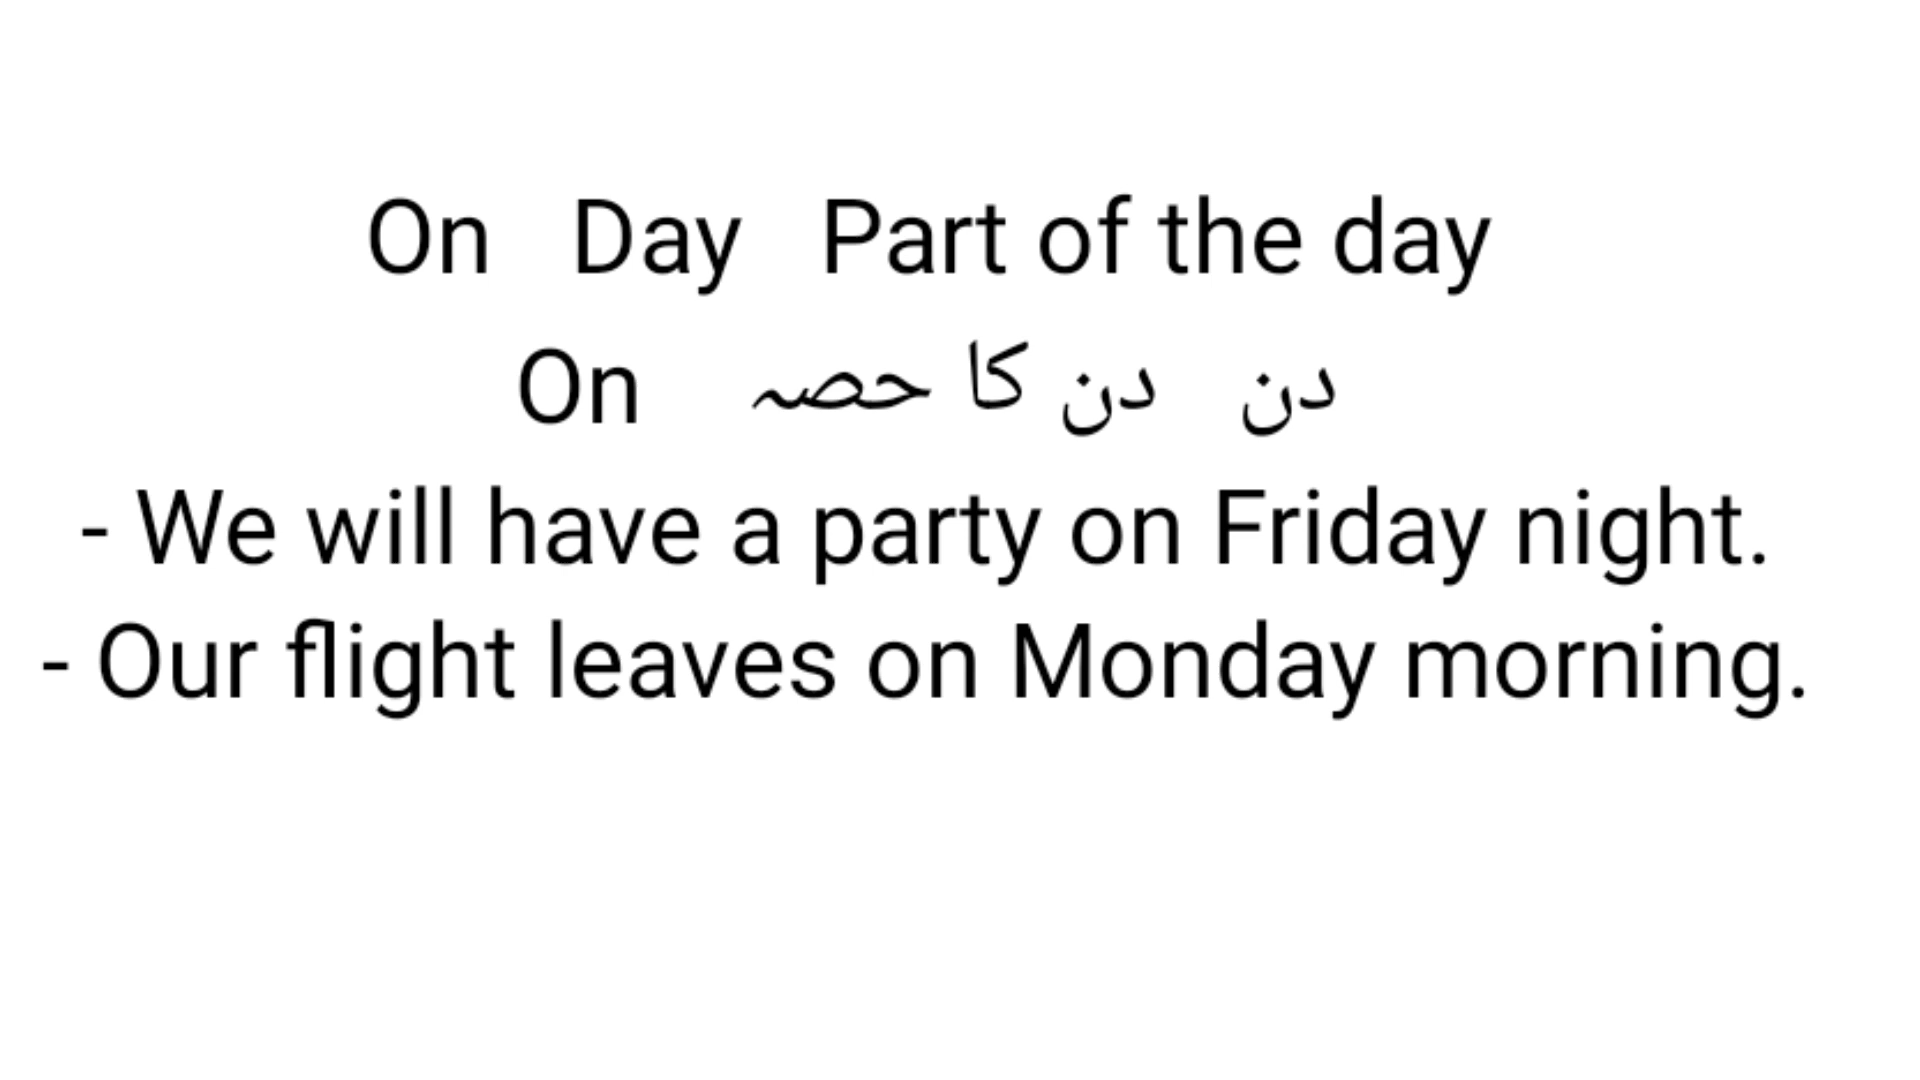 On Day Part of the day
On دن دن کا حصہ
- We will have a party on Friday night.
- Our flight leaves on Monday morning.